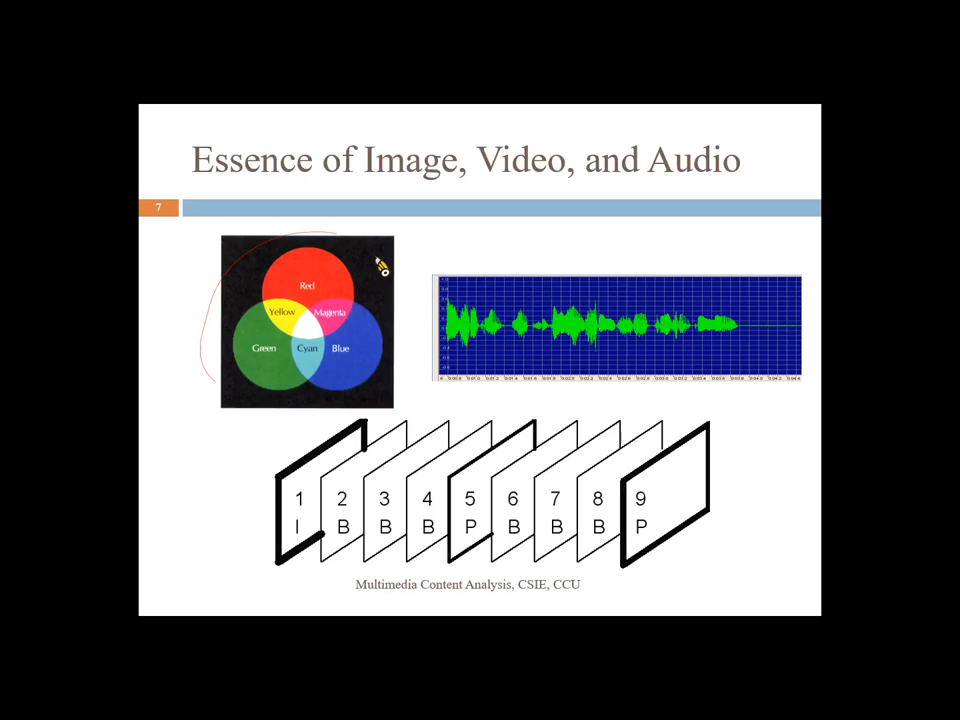 Essence of Image, Video, and Audio
7
Red
Yellow
Magenta
Green
Cyan
Blue
1 2 3 4 5 6 7 8 9
I B B B P B B B P
Multimedia Content Analysis, CSIE, CCU